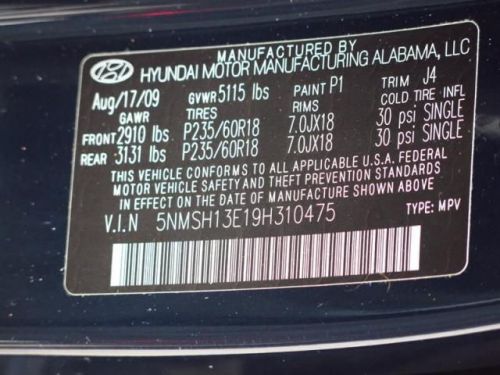 MANUFACTURED BY
HYUNDAI MOTOR MANUFACTURING ALABAMA, LLC
Aug/17/09 GVWR 5115 lbs PAINT P1 TRIM J4
GAWR TIRES RIMS COLD TIRE INFL
FRONT 2910 lbs P235/60R18 7.0JX18 30 psi SINGLE
REAR 3131 lbs P235/60R18 7.0JX18 30 psi SINGLE
THIS VEHICLE CONFORMS TO ALL APPLICABLE U.S.A. FEDERAL
MOTOR VEHICLE SAFETY AND THEFT PREVENTION STANDARDS
IN EFFECT ON THE DATE OF MANUFACTURE SHOWN ABOVE.
V.I.N 5NMSH13E19H310475 TYPE: MPV